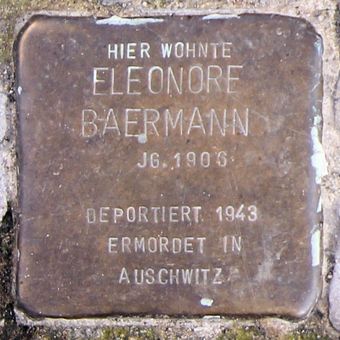 HIER WOHNTE
ELEONORE
BAERMANN
JG. 1906
DEPORTIERT 1943
ERMORDET IN
AUSCHWITZ